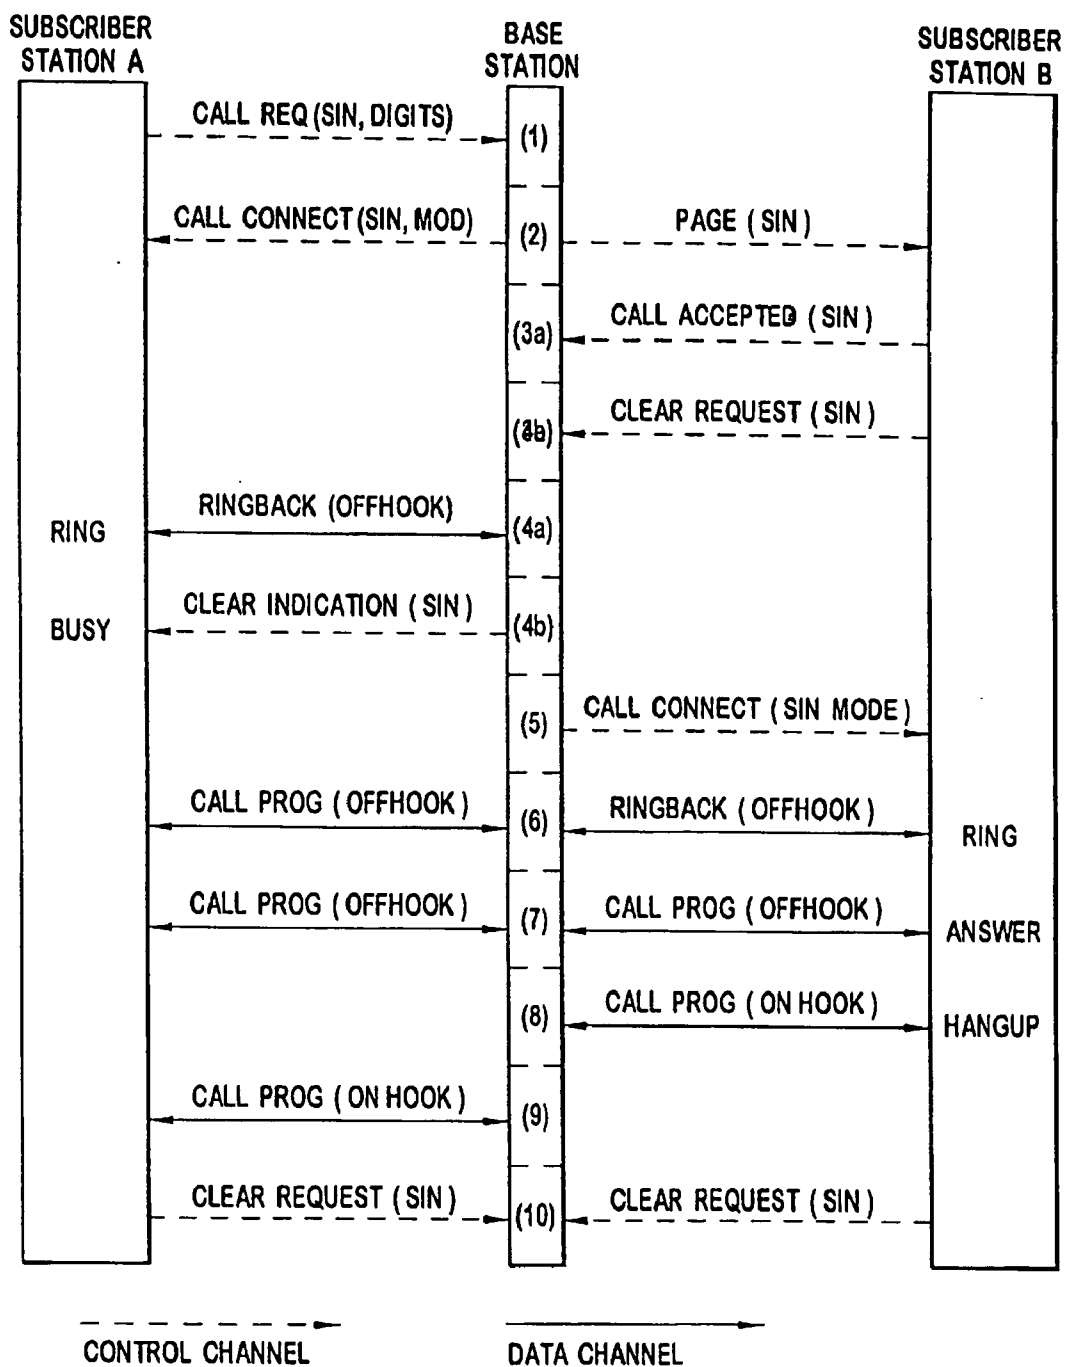 SUBSCRIBER
STATION A
BASE
STATION
SUBSCRIBER
STATION B
CALL REQ (SIN, DIGITS)
(1)
CALL CONNECT (SIN, MOD)
(2)
PAGE (SIN)
(3a)
CALL ACCEPTED (SIN)
(3b)
CLEAR REQUEST (SIN)
RING
RINGBACK (OFFHOOK)
(4a)
BUSY
CLEAR INDICATION (SIN)
(4b)
(5)
CALL CONNECT (SIN MODE)
CALL PROG (OFFHOOK)
(6)
RINGBACK (OFFHOOK)
RING
CALL PROG (OFFHOOK)
(7)
CALL PROG (OFFHOOK)
ANSWER
(8)
CALL PROG (ON HOOK)
HANGUP
CALL PROG (ON HOOK)
(9)
CLEAR REQUEST (SIN)
(10)
CLEAR REQUEST (SIN)
CONTROL CHANNEL
DATA CHANNEL